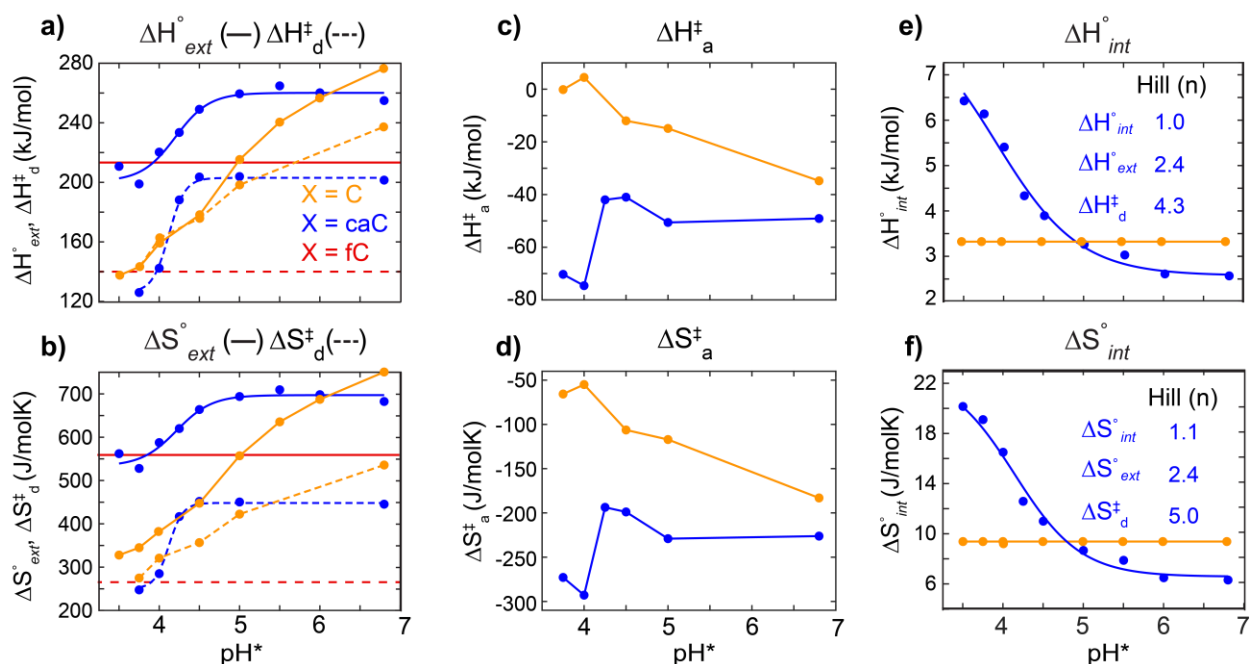 a)
ΔH°ext (—) ΔH‡d(---)
ΔH°ext, ΔH‡d (kJ/mol)
280
240
200
160
120
X = C
X = caC
X = fC
b)
ΔS°ext (—) ΔS‡d(---)
ΔS°ext, ΔS‡d (J/molK)
700
600
500
400
300
200
4
5
6
7
pH*
c)
ΔH‡a
ΔH‡a (kJ/mol)
0
-20
-40
-60
-80
d)
ΔS‡a
ΔS‡a (J/molK)
-50
-100
-150
-200
-250
-300
4
5
6
7
pH*
e)
ΔH°int
ΔH°int (kJ/mol)
7
6
5
4
3
2
Hill (n)
ΔH°int 1.0
ΔH°ext 2.4
ΔH‡d 4.3
f)
ΔS°int
ΔS°int (J/molK)
22
18
14
10
6
Hill (n)
ΔS°int 1.1
ΔS°ext 2.4
ΔS‡d 5.0
4
5
6
7
pH*